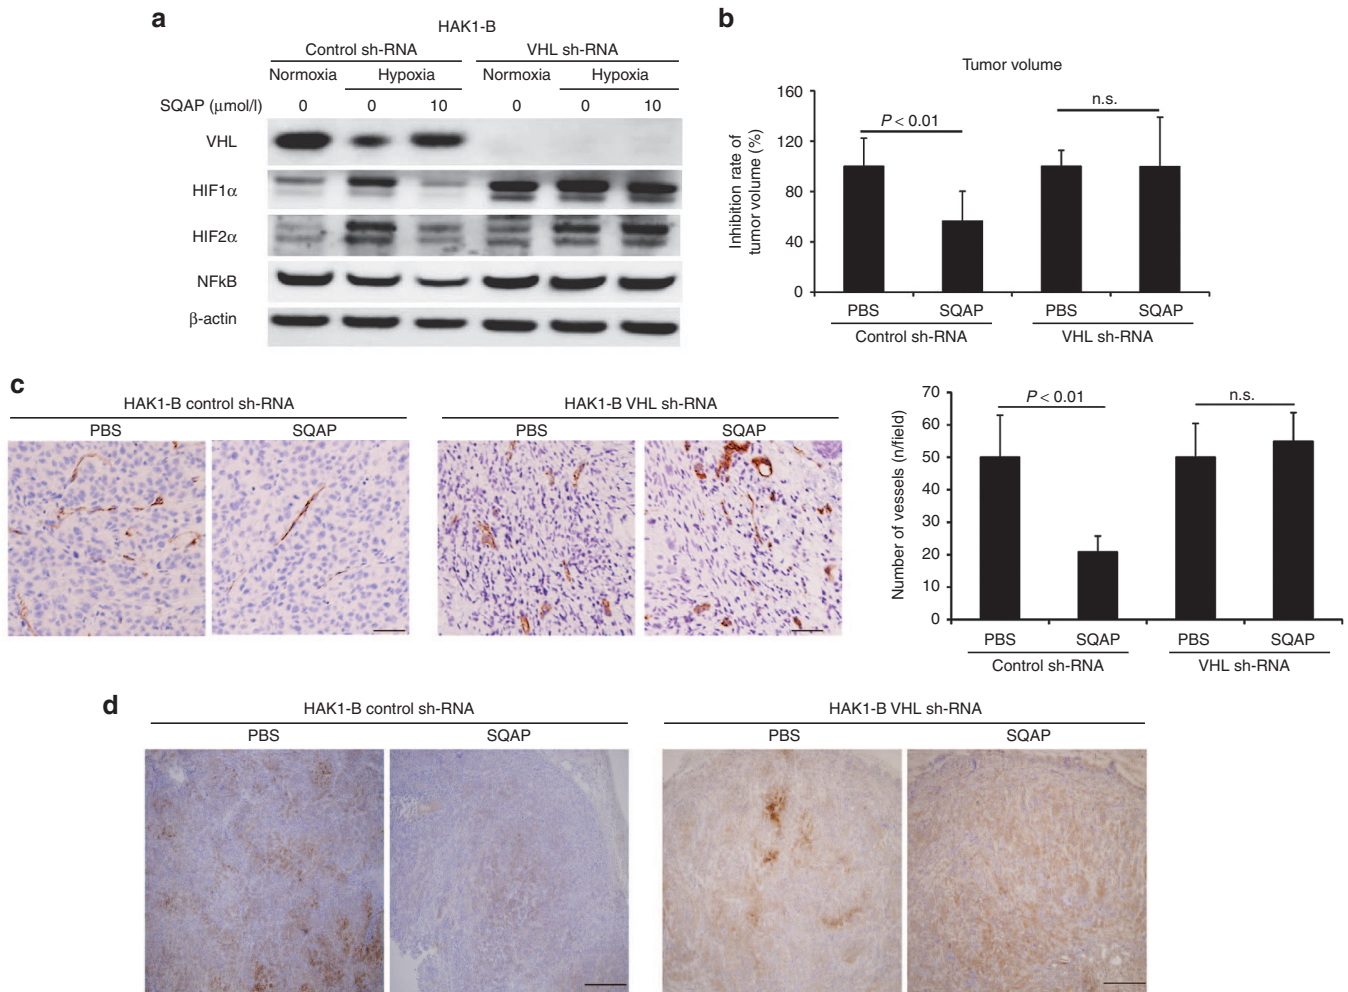 a
HAK1-B
Control sh-RNA VHL sh-RNA
Normoxia Hypoxia Normoxia Hypoxia
SQAP (μmol/l) 0 0 10 0 0 10
VHL
HIF1α
HIF2α
NFkB
β-actin
b
Tumor volume
Inhibition rate of
tumor volume (%)
160
120
80
40
0
P < 0.01
n.s.
PBS SQAP PBS SQAP
Control sh-RNA VHL sh-RNA
c
HAK1-B control sh-RNA HAK1-B VHL sh-RNA
PBS SQAP PBS SQAP
Number of vessels (n/field)
70
60
50
40
30
20
10
0
P < 0.01
n.s.
PBS SQAP PBS SQAP
Control sh-RNA VHL sh-RNA
d
HAK1-B control sh-RNA HAK1-B VHL sh-RNA
PBS SQAP PBS SQAP